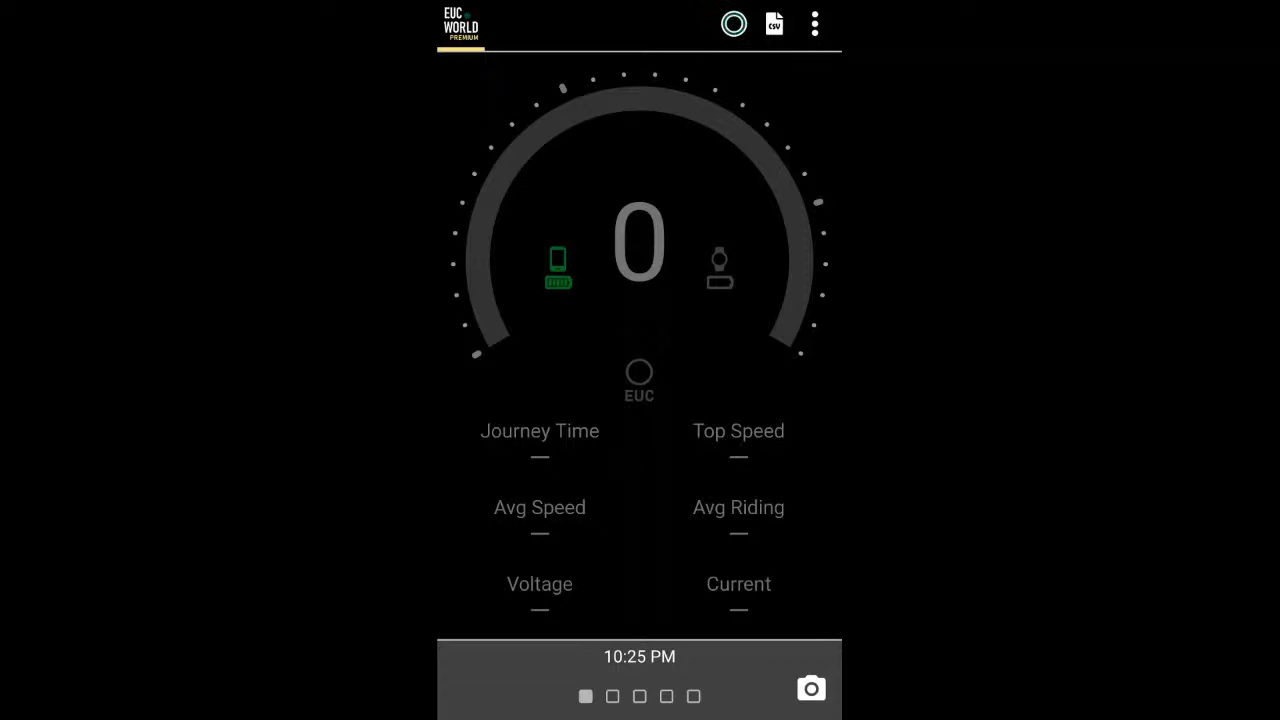 EUC
WORLD
PREMIUM
CSV
0
EUC
Journey Time
Top Speed
—
—
Avg Speed
Avg Riding
—
—
Voltage
Current
—
—
10:25 PM